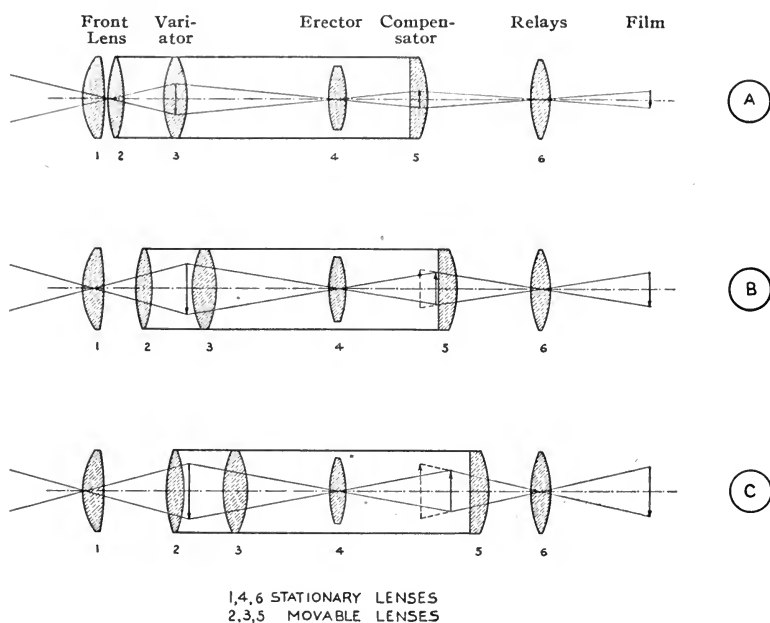 Front Vari- Erector Compen- Relays Film
Lens ator sator
A
1 2 3 4 5 6
B
1 2 3 4 5 6
C
1 2 3 4 5 6
1,4,6 STATIONARY LENSES
2,3,5 MOVABLE LENSES